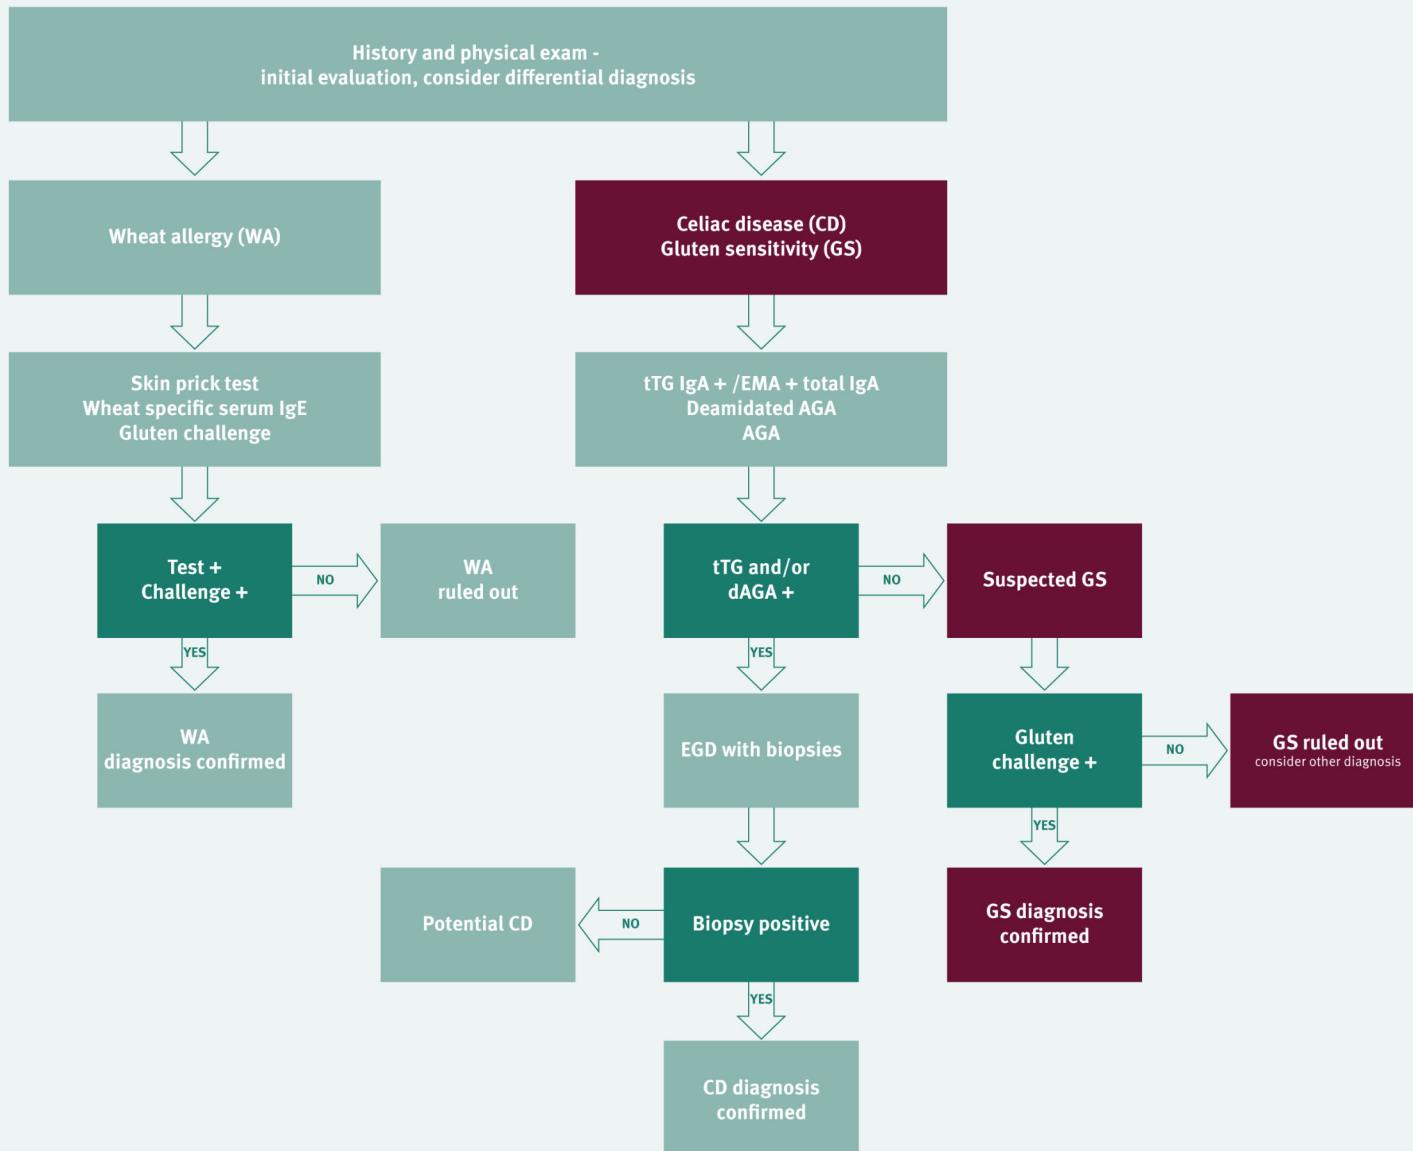 History and physical exam -
initial evaluation, consider differential diagnosis
Wheat allergy (WA)
Celiac disease (CD)
Gluten sensitivity (GS)
Skin prick test
Wheat specific serum IgE
Gluten challenge
tTG IgA + /EMA + total IgA
Deamidated AGA
AGA
Test +
Challenge +
NO
WA
ruled out
tTG and/or
dAGA +
NO
Suspected GS
YES
YES
WA
diagnosis confirmed
EGD with biopsies
Gluten
challenge +
NO
GS ruled out
consider other diagnosis
YES
Potential CD
NO
Biopsy positive
GS diagnosis
confirmed
YES
CD diagnosis
confirmed